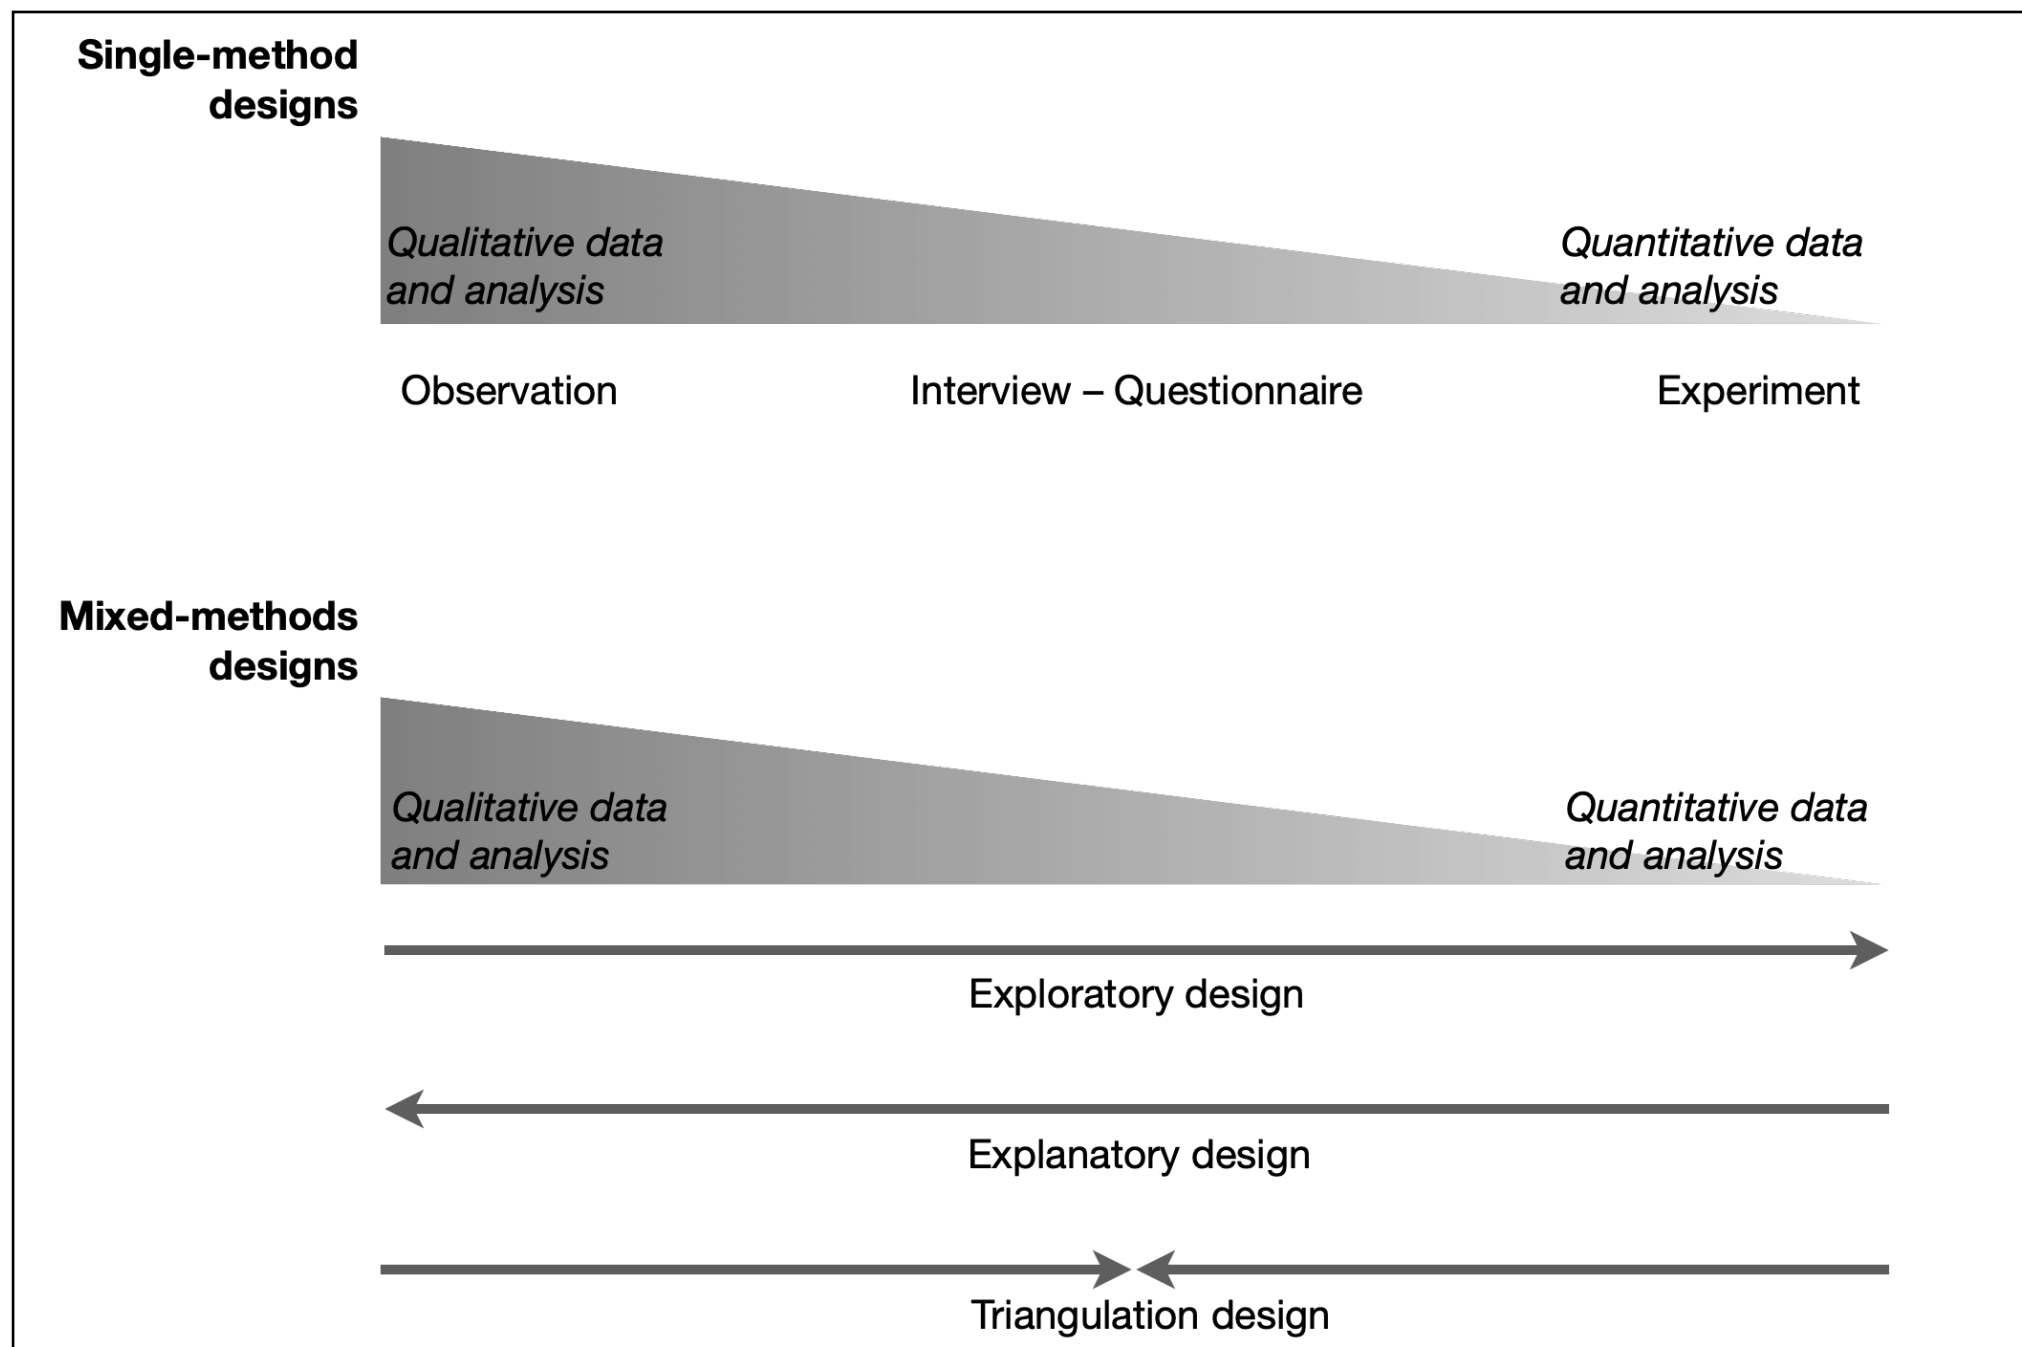 Single-method
designs
Qualitative data
and analysis
Quantitative data
and analysis
Observation
Interview – Questionnaire
Experiment
Mixed-methods
designs
Qualitative data
and analysis
Quantitative data
and analysis
Exploratory design
Explanatory design
Triangulation design